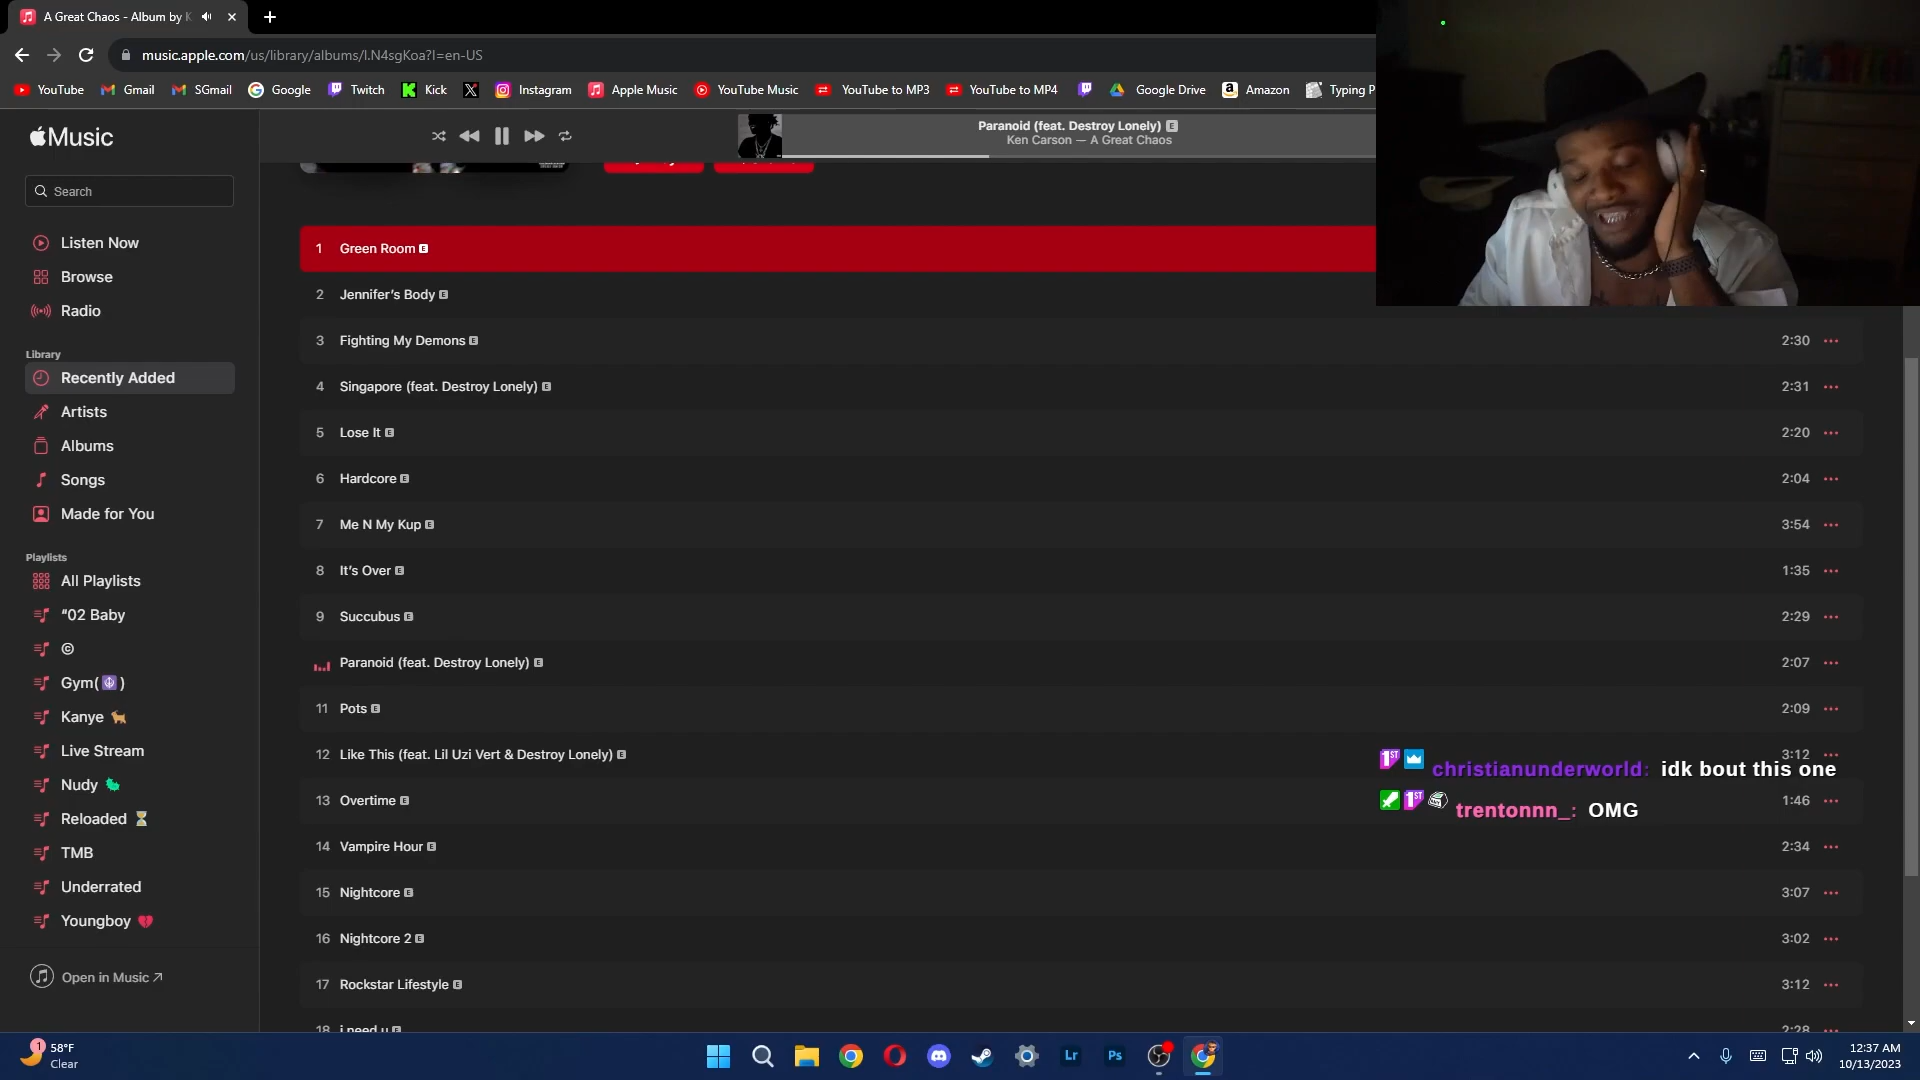 A Great Chaos - Album by K
music.apple.com/us/library/albums/l.N4sgKoa?l=en-US
YouTube
Gmail
SGmail
Google
Twitch
Kick
Instagram
Apple Music
YouTube Music
YouTube to MP3
YouTube to MP4
Google Drive
Amazon
Typing P
Music
Paranoid (feat. Destroy Lonely) E
Ken Carson — A Great Chaos
Search
Listen Now
Browse
Radio
Library
Recently Added
Artists
Albums
Songs
Made for You
Playlists
All Playlists
“02 Baby
©
Gym(☮)
Kanye 🐐
Live Stream
Nudy
Reloaded ⏳
TMB
Underrated
Youngboy 💔
Open in Music ↗
1 Green Room E
2 Jennifer’s Body E
3 Fighting My Demons E 2:30
4 Singapore (feat. Destroy Lonely) E 2:31
5 Lose It E 2:20
6 Hardcore E 2:04
7 Me N My Kup E 3:54
8 It’s Over E 1:35
9 Succubus E 2:29
Paranoid (feat. Destroy Lonely) E 2:07
11 Pots E 2:09
12 Like This (feat. Lil Uzi Vert & Destroy Lonely) E 3:12
13 Overtime E 1:46
14 Vampire Hour E 2:34
15 Nightcore E 3:07
16 Nightcore 2 E 3:02
17 Rockstar Lifestyle E 3:12
18 i need u E 2:28
1ST christianunderworld: idk bout this one
1ST trentonnn_: OMG
1
58°F
Clear
Lr
Ps
12:37 AM
10/13/2023